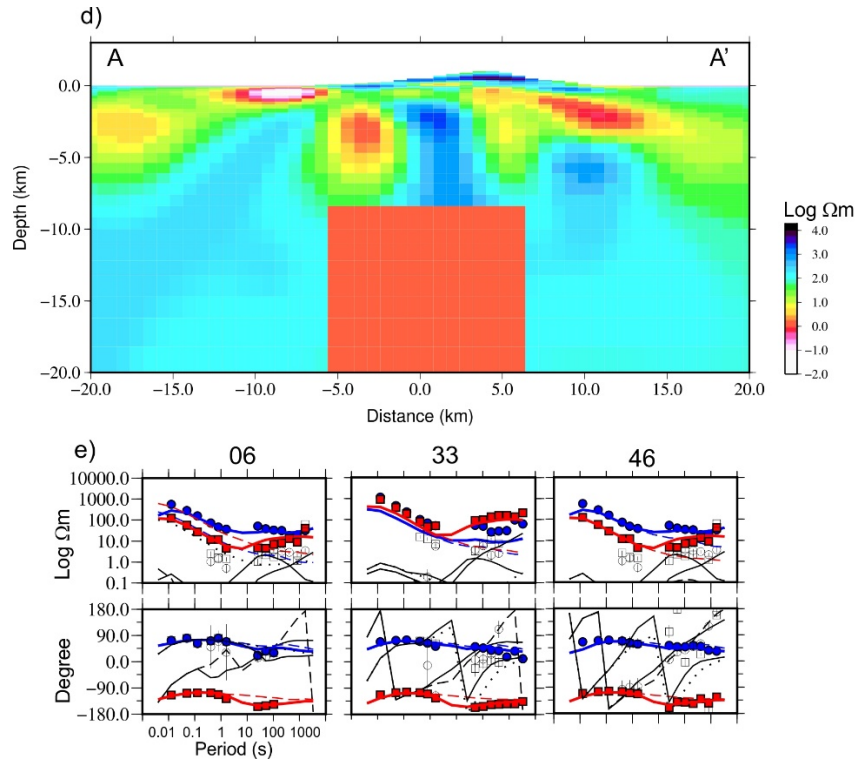 d)
A A'
0.0
−5.0
−10.0
−15.0
−20.0
Depth (km)
−20.0 −15.0 −10.0 −5.0 0.0 5.0 10.0 15.0 20.0
Distance (km)
Log Ωm
4.0
3.0
2.0
1.0
0.0
−1.0
−2.0
e)
06 33 46
10000.0
1000.0
100.0
10.0
1.0
0.1
Log Ωm
180.0
90.0
0.0
−90.0
−180.0
Degree
0.01 0.1 1 10 100 1000
Period (s)